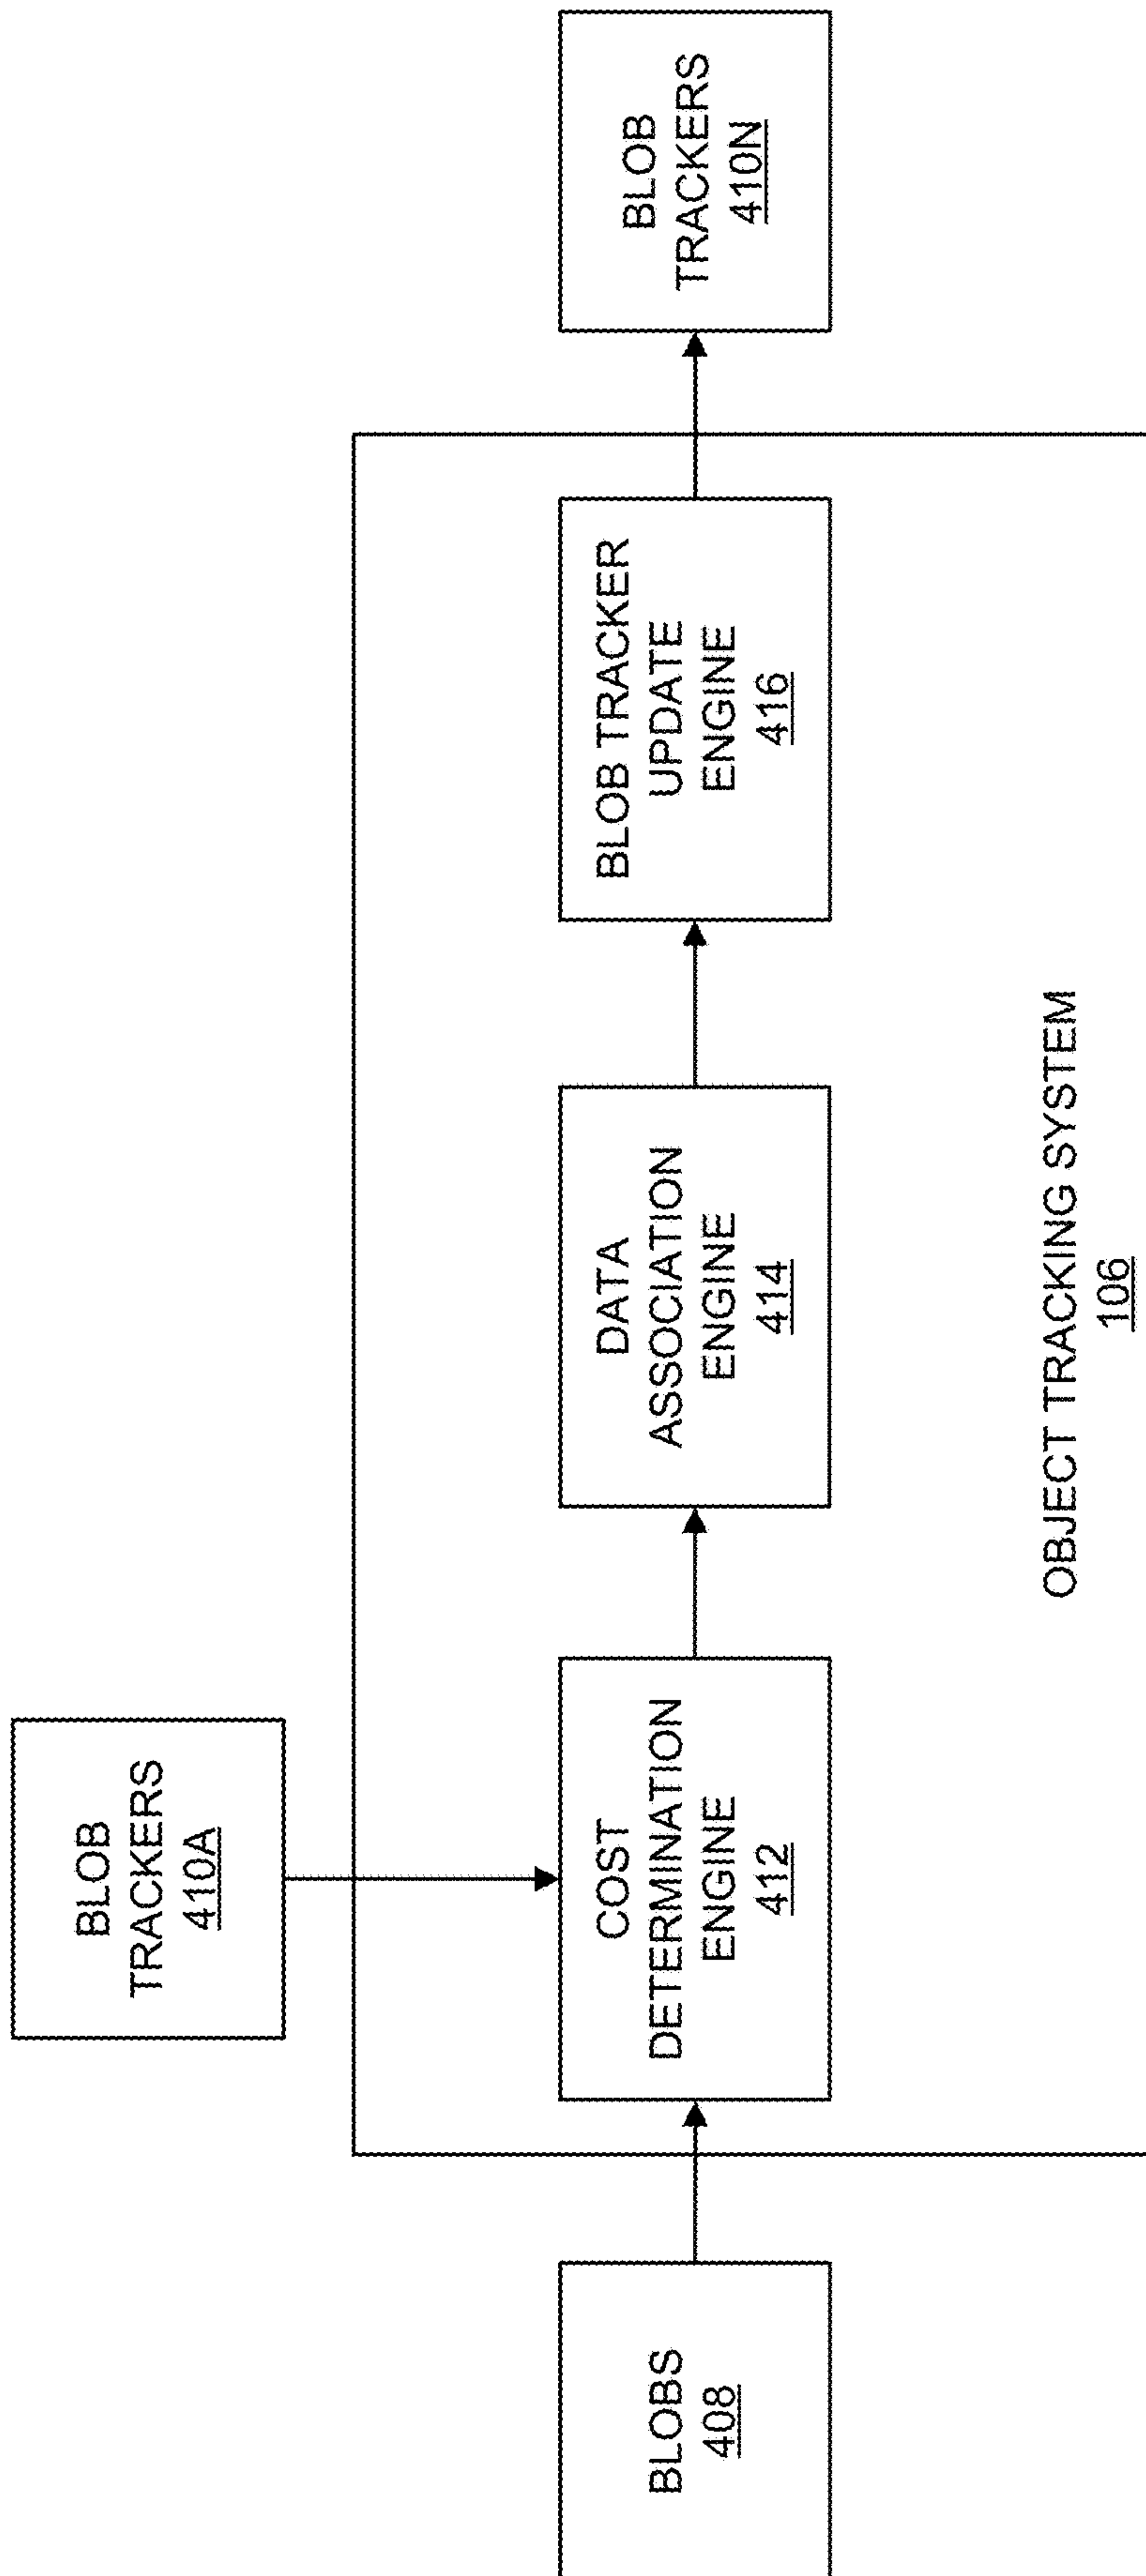 BLOB
TRACKERS
410A
BLOBS
408
COST
DETERMINATION
ENGINE
412
DATA
ASSOCIATION
ENGINE
414
BLOB TRACKER
UPDATE
ENGINE
416
BLOB
TRACKERS
410N
OBJECT TRACKING SYSTEM
106